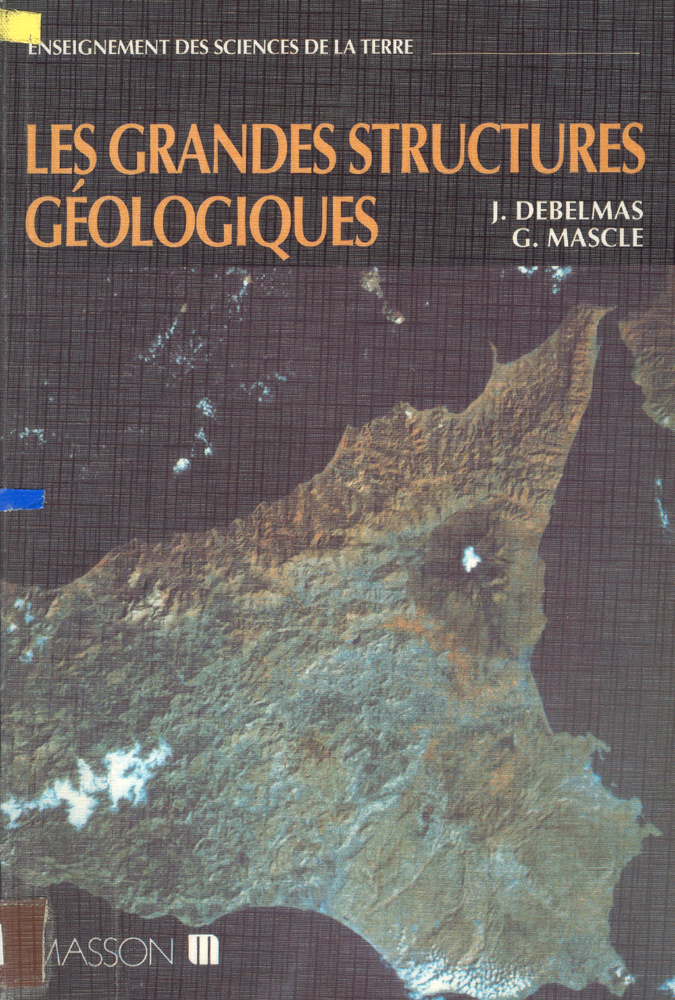 ENSEIGNEMENT DES SCIENCES DE LA TERRE
LES GRANDES STRUCTURES
GÉOLOGIQUES
J. DEBELMAS
G. MASCLE
MASSON